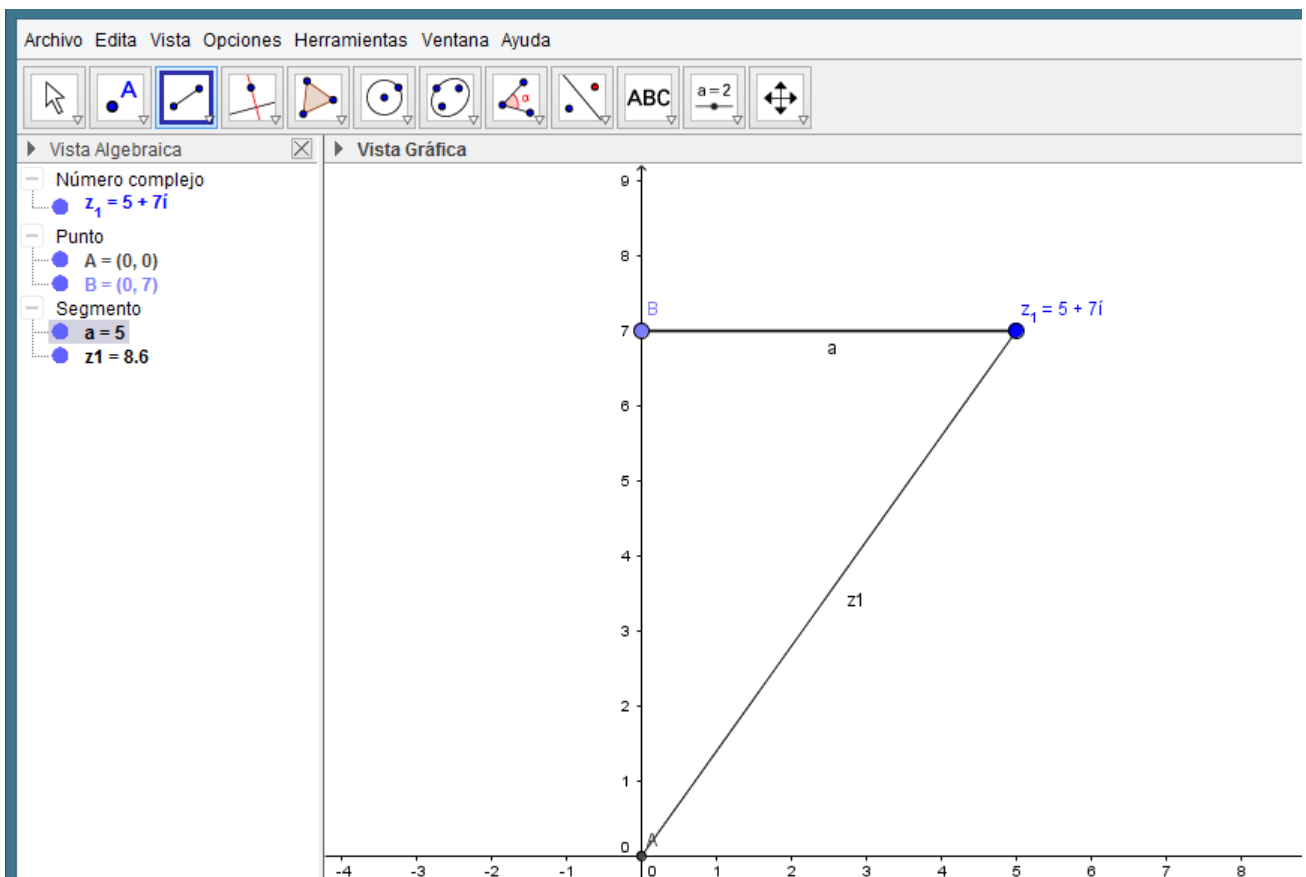 Archivo Edita Vista Opciones Herramientas Ventana Ayuda
A α ABC a = 2
Vista Algebraica
Vista Gráfica
Número complejo
z₁ = 5 + 7í
Punto
A = (0, 0)
B = (0, 7)
Segmento
a = 5
z1 = 8.6
9
8
B
z₁ = 5 + 7í
7
a
6
5
4
z1
3
2
1
0 A
-4 -3 -2 -1 0 1 2 3 4 5 6 7 8